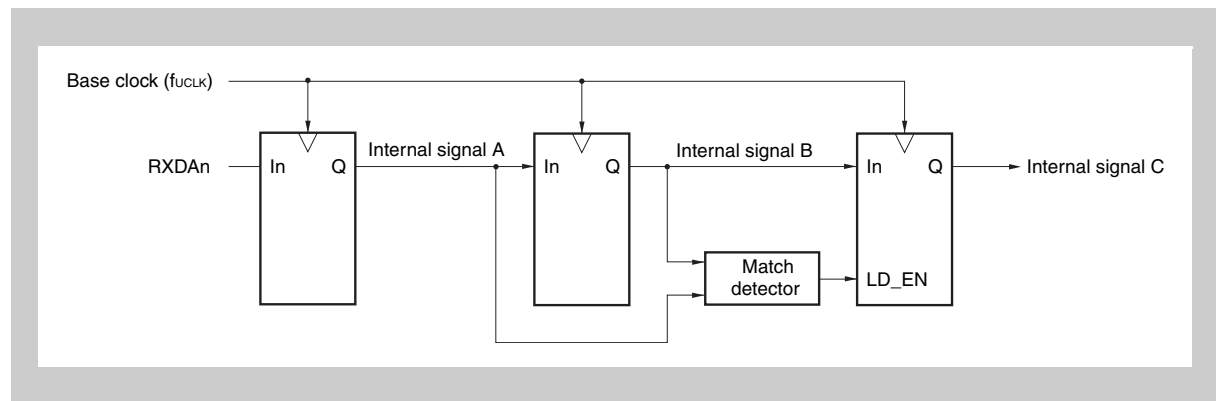 Base clock (fUCLK)
RXDAn
In
Q
Internal signal A
In
Q
Internal signal B
In
Q
Internal signal C
Match
detector
LD_EN